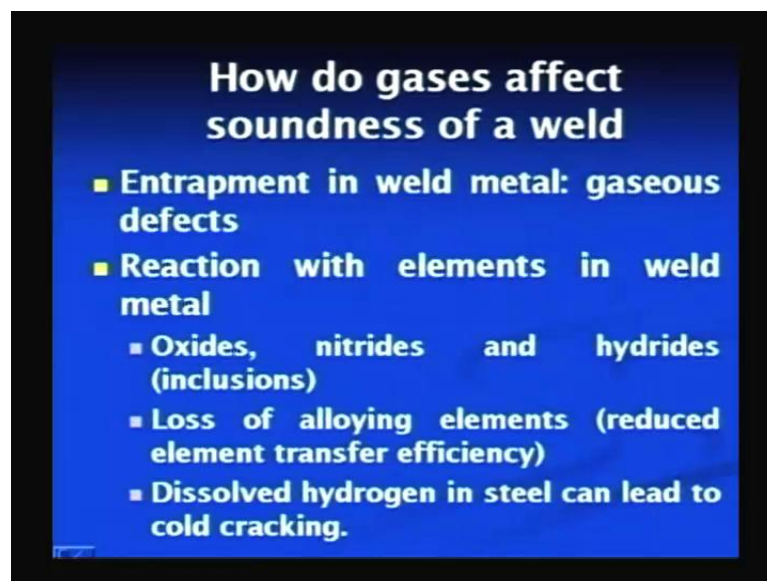 How do gases affect
soundness of a weld
Entrapment in weld metal: gaseous
defects
Reaction with elements in weld
metal
Oxides, nitrides and hydrides
(inclusions)
Loss of alloying elements (reduced
element transfer efficiency)
Dissolved hydrogen in steel can lead to
cold cracking.